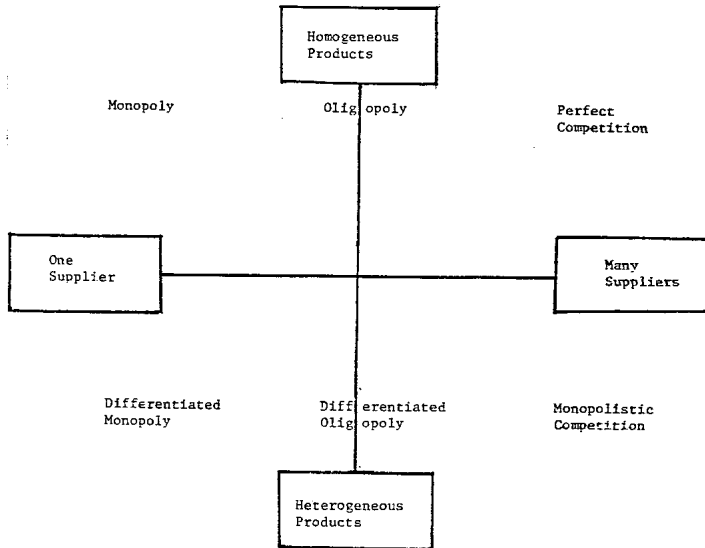 Homogeneous
Products
Monopoly
Oligopoly
Perfect
Competition
One
Supplier
Many
Suppliers
Differentiated
Monopoly
Differentiated
Oligopoly
Monopolistic
Competition
Heterogeneous
Products